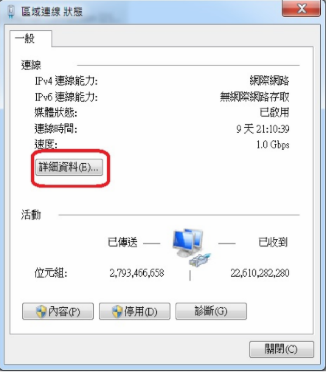 區域連線 狀態
一般
連線
IPv4 連線能力: 網際網路
IPv6 連線能力: 無網際網路存取
媒體狀態: 已啟用
連線時間: 9 天 21:10:39
速度: 1.0 Gbps
詳細資料(E)...
活動
已傳送 — — 已收到
位元組: 2,793,466,658 | 22,610,282,280
內容(P) 停用(D) 診斷(G)
關閉(C)